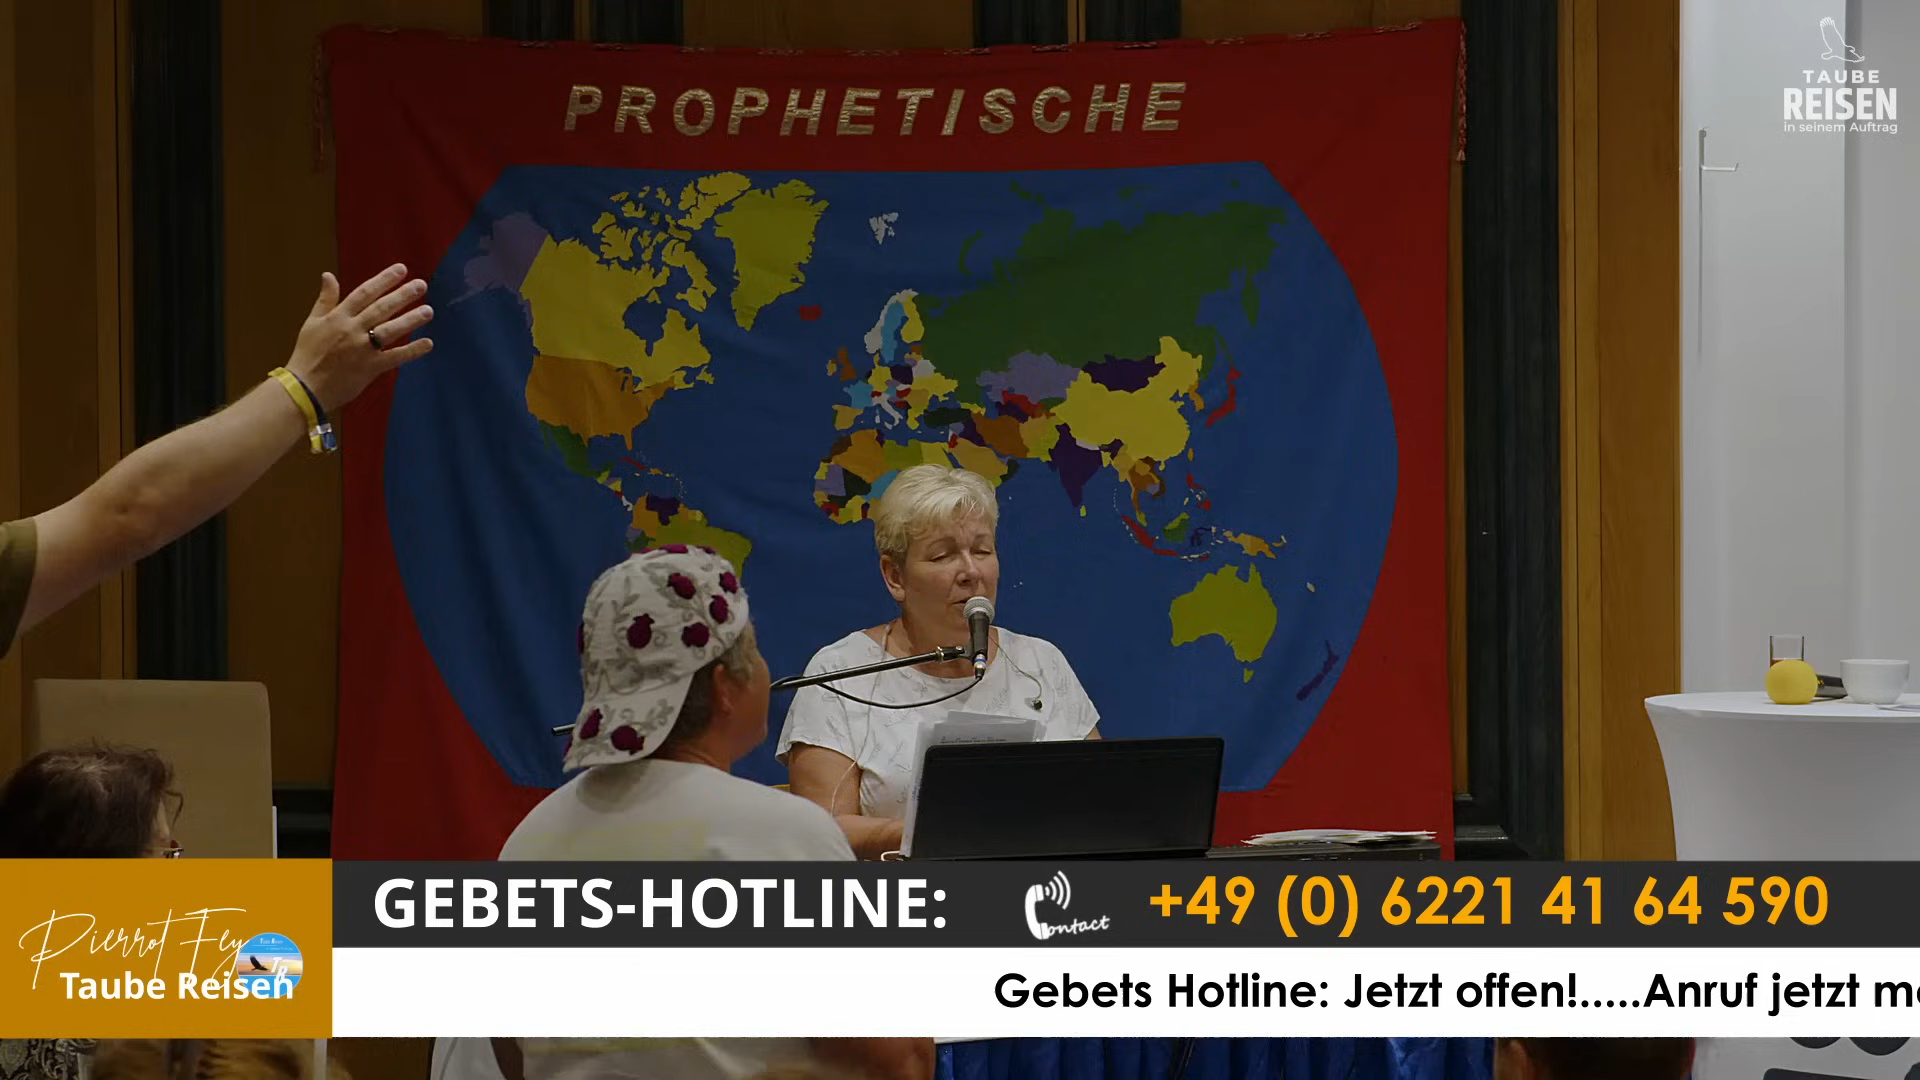 PROPHETISCHE
TAUBE
REISEN
in seinem Auftrag
GEBETS-HOTLINE:
Contact
+49 (0) 6221 41 64 590
Pierrot Fey
Taube Reisen
TR
Gebets Hotline: Jetzt offen!.....Anruf jetzt